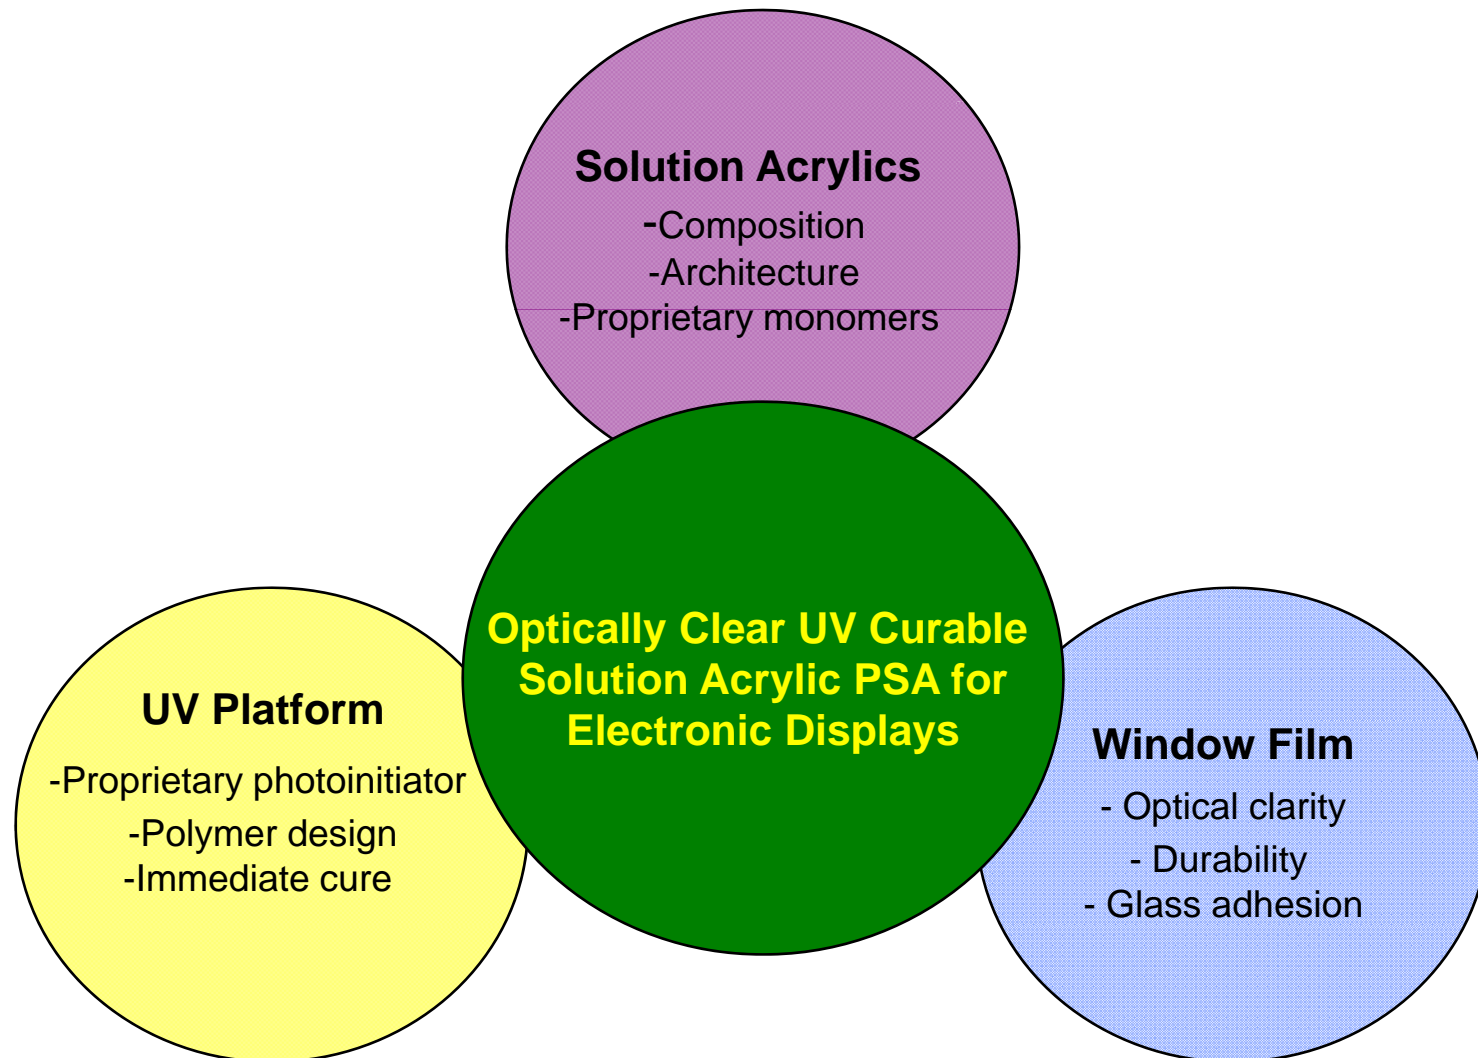 Solution Acrylics
-Composition
-Architecture
-Proprietary monomers
Optically Clear UV Curable
Solution Acrylic PSA for
Electronic Displays
UV Platform
-Proprietary photoinitiator
-Polymer design
-Immediate cure
Window Film
- Optical clarity
- Durability
- Glass adhesion